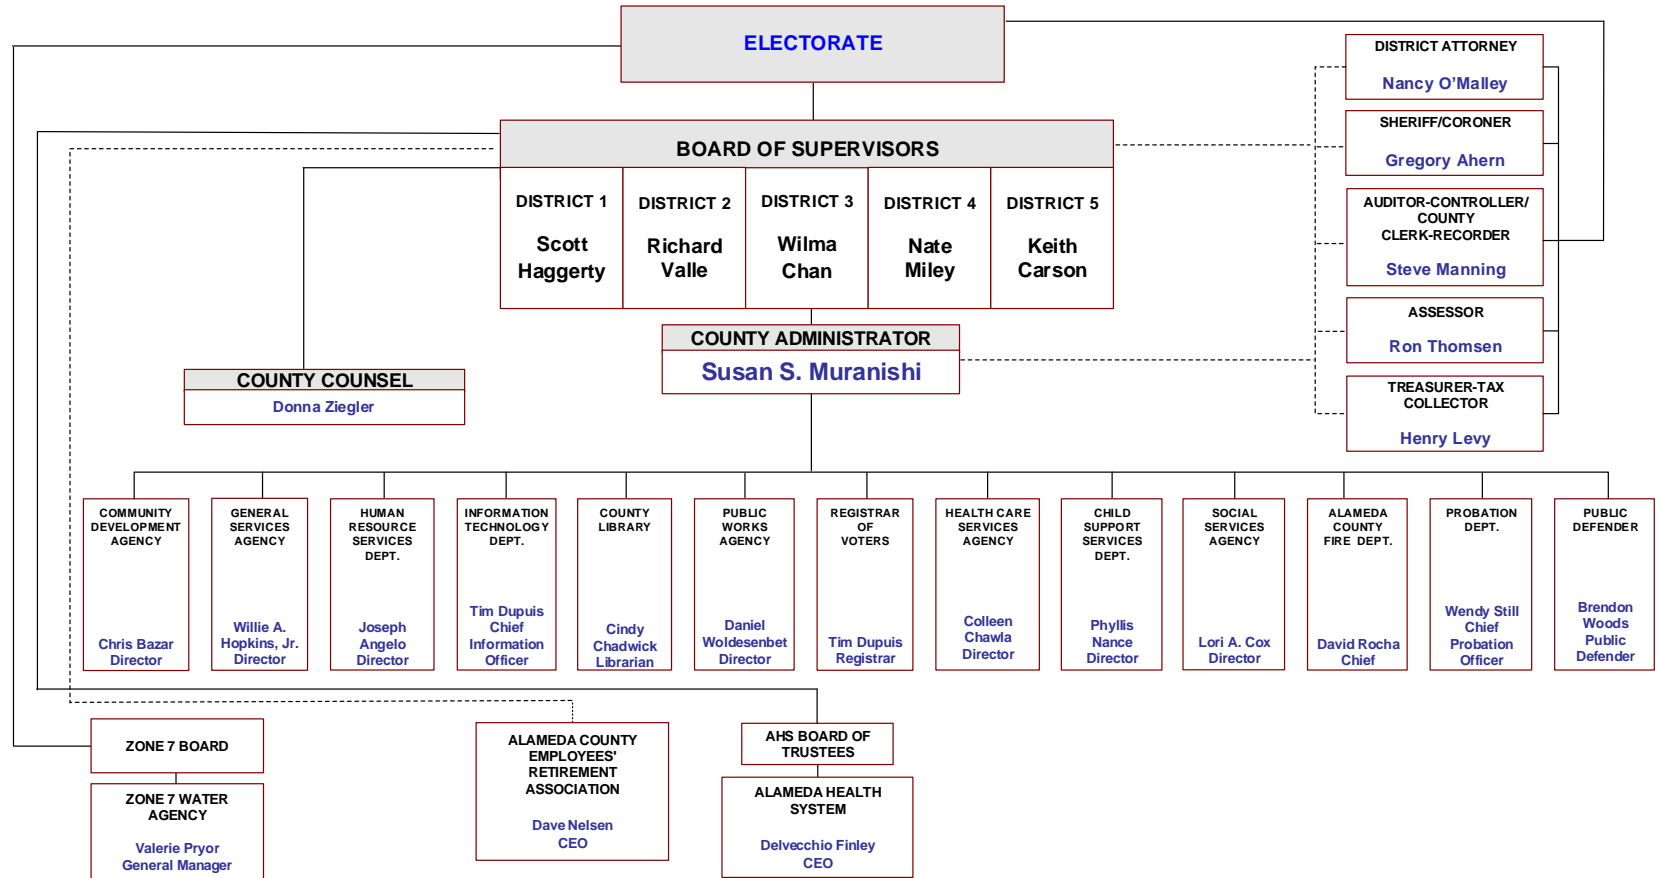 ELECTORATE
DISTRICT ATTORNEY
Nancy O’Malley
SHERIFF/CORONER
Gregory Ahern
AUDITOR-CONTROLLER/
COUNTY
CLERK-RECORDER
Steve Manning
ASSESSOR
Ron Thomsen
TREASURER-TAX
COLLECTOR
Henry Levy
BOARD OF SUPERVISORS
DISTRICT 1
Scott
Haggerty
DISTRICT 2
Richard
Valle
DISTRICT 3
Wilma
Chan
DISTRICT 4
Nate
Miley
DISTRICT 5
Keith
Carson
COUNTY ADMINISTRATOR
Susan S. Muranishi
COUNTY COUNSEL
Donna Ziegler
COMMUNITY
DEVELOPMENT
AGENCY
Chris Bazar
Director
GENERAL
SERVICES
AGENCY
Willie A.
Hopkins, Jr.
Director
HUMAN
RESOURCE
SERVICES
DEPT.
Joseph
Angelo
Director
INFORMATION
TECHNOLOGY
DEPT.
Tim Dupuis
Chief
Information
Officer
COUNTY
LIBRARY
Cindy
Chadwick
Librarian
PUBLIC
WORKS
AGENCY
Daniel
Woldesenbet
Director
REGISTRAR
OF
VOTERS
Tim Dupuis
Registrar
HEALTH CARE
SERVICES
AGENCY
Colleen
Chawla
Director
CHILD
SUPPORT
SERVICES
DEPT.
Phyllis
Nance
Director
SOCIAL
SERVICES
AGENCY
Lori A. Cox
Director
ALAMEDA
COUNTY
FIRE DEPT.
David Rocha
Chief
PROBATION
DEPT.
Wendy Still
Chief
Probation
Officer
PUBLIC
DEFENDER
Brendon
Woods
Public
Defender
ZONE 7 BOARD
ZONE 7 WATER
AGENCY
Valerie Pryor
General Manager
ALAMEDA COUNTY
EMPLOYEES'
RETIREMENT
ASSOCIATION
Dave Nelsen
CEO
AHS BOARD OF
TRUSTEES
ALAMEDA HEALTH
SYSTEM
Delvecchio Finley
CEO